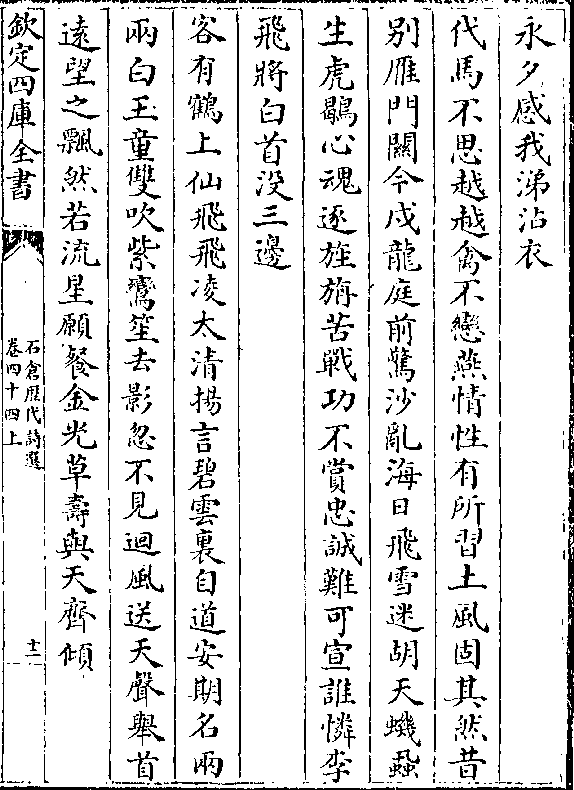 永夕感我涕沾衣
代馬不思越越禽不戀燕情性有所習土風固其然昔
别雁門關今戍龍庭前驚沙亂海日飛雪迷胡天蟣蝨
生虎鶡心魂逐旌旃苦戰功不賞忠誠難可宣誰憐李
飛將白首没三邊
客有鶴上仙飛飛凌太清揚言碧雲裏自道安期名兩
兩白玉童雙吹紫鸞笙去影忽不見迴風送天聲舉首
遠望之飄然若流星願餐金光草壽與天齊傾
欽定四庫全書
石倉歴代詩選
卷四十四上
十二